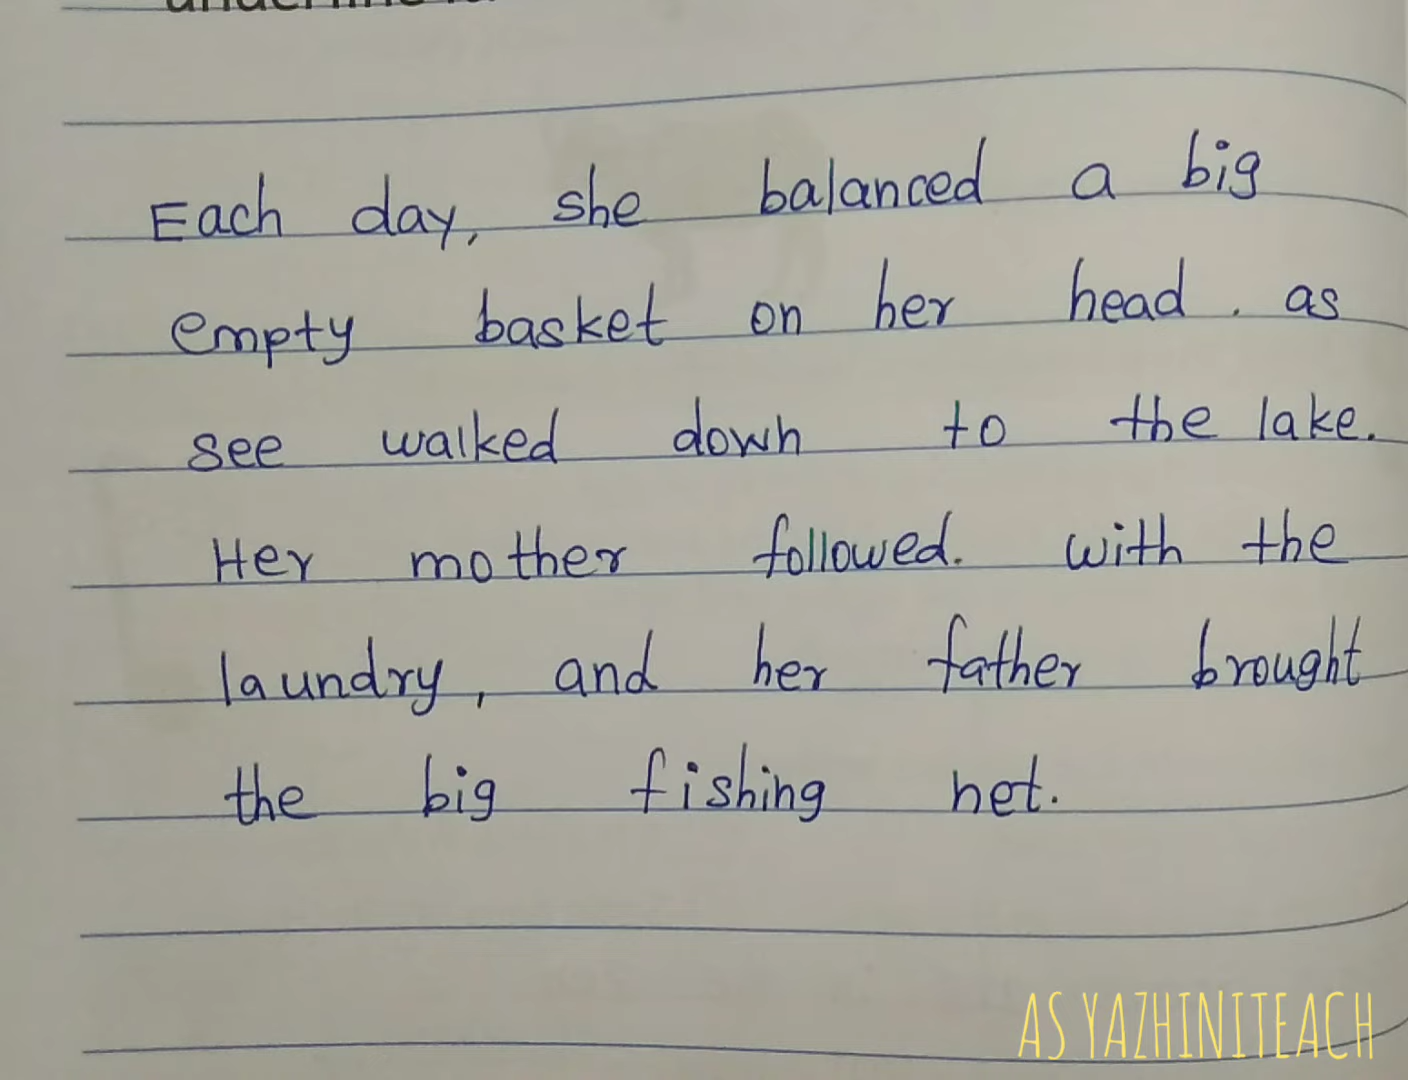 Each day, she balanced a big
empty basket on her head. as
see walked down to the lake.
Her mother followed. with the
laundry, and her father brought
the big fishing net.
AS YAZHINITEACH